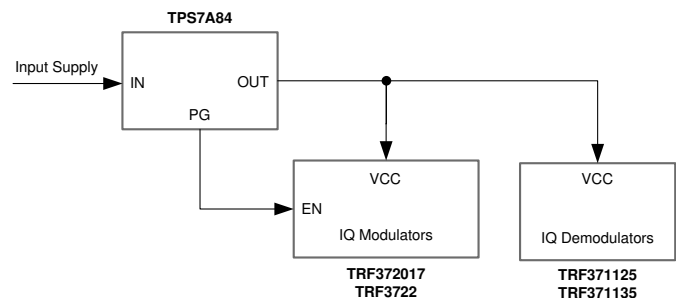 TPS7A84
Input Supply
IN
OUT
PG
VCC
EN
IQ Modulators
TRF372017
TRF3722
VCC
IQ Demodulators
TRF371125
TRF371135